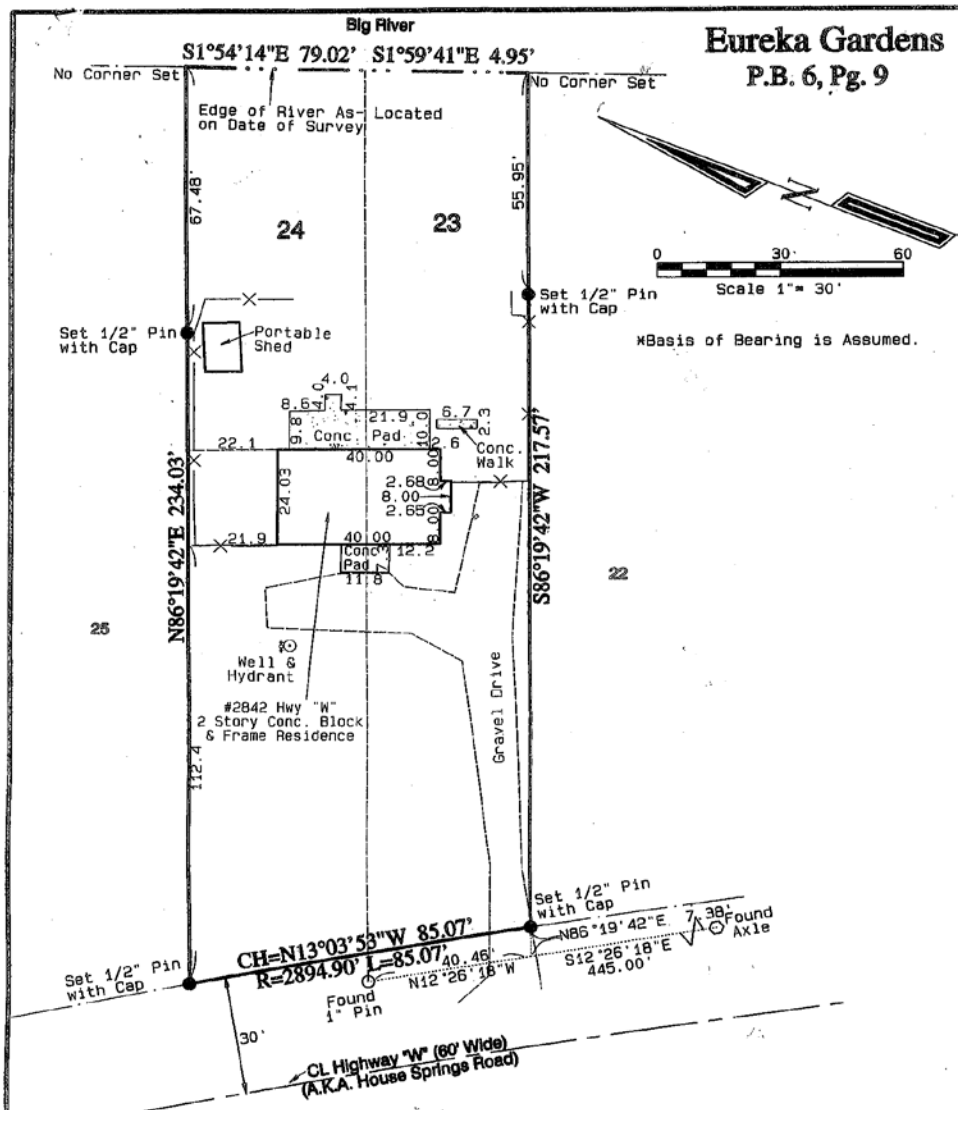 Big River
S1°54'14"E 79.02' S1°59'41"E 4.95'
Eureka Gardens
P.B. 6, Pg. 9
No Corner Set
No Corner Set
Edge of River As- Located
on Date of Survey
67.48'
55.95'
24
23
N
0 30' 60
Scale 1"= 30'
Set 1/2" Pin
with Cap
Set 1/2" Pin
with Cap
*Basis of Bearing is Assumed.
Portable
Shed
4.0
8.6
4.0
4.1
21.9
6.7
2.3
9.8
Conc. Pad
10.0
2.6
Conc.
Walk
22.1
40.00
24.03
8.00
2.68
8.00
2.65
8.00
21.9
40.00
12.2
Conc
Pad
7.3
11.8
N86°19'42"E 234.03'
S86°19'42"W 217.57'
25
22
Well &
Hydrant
Gravel Drive
#2842 Hwy "W"
2 Story Conc. Block
& Frame Residence
112.4
Set 1/2" Pin
with Cap
Set 1/2" Pin
with Cap
CH=N13°03'53"W 85.07'
R=2894.90' L=85.07'
40.46'
N12°26'18"W
N86°19'42"E 7.38'
S12°26'18"E
445.00'
Found
Axle
Found
1" Pin
30'
CL Highway "W" (60' Wide)
(A.K.A. House Springs Road)